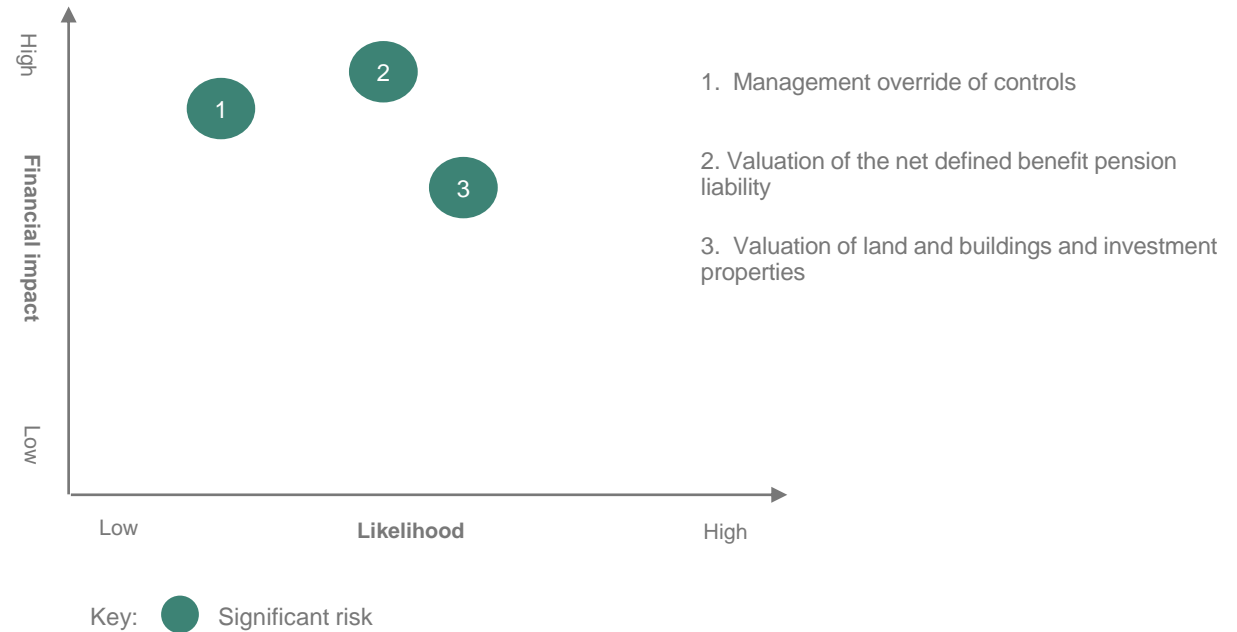 High
Financial impact
Low
1
2
3
Low
Likelihood
High
1. Management override of controls
2. Valuation of the net defined benefit pension
liability
3. Valuation of land and buildings and investment
properties
Key:
Significant risk